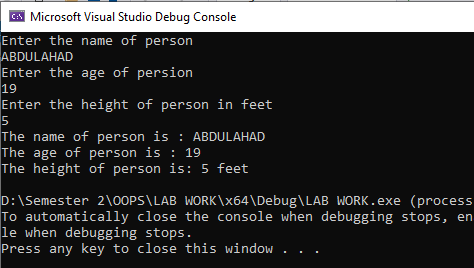 Microsoft Visual Studio Debug Console
Enter the name of person
ABDULAHAD
Enter the age of persion
19
Enter the height of person in feet
5
The name of person is : ABDULAHAD
The age of person is : 19
The height of person is: 5 feet
D:\Semester 2\OOPS\LAB WORK\x64\Debug\LAB WORK.exe (process
To automatically close the console when debugging stops, en
le when debugging stops.
Press any key to close this window . . .